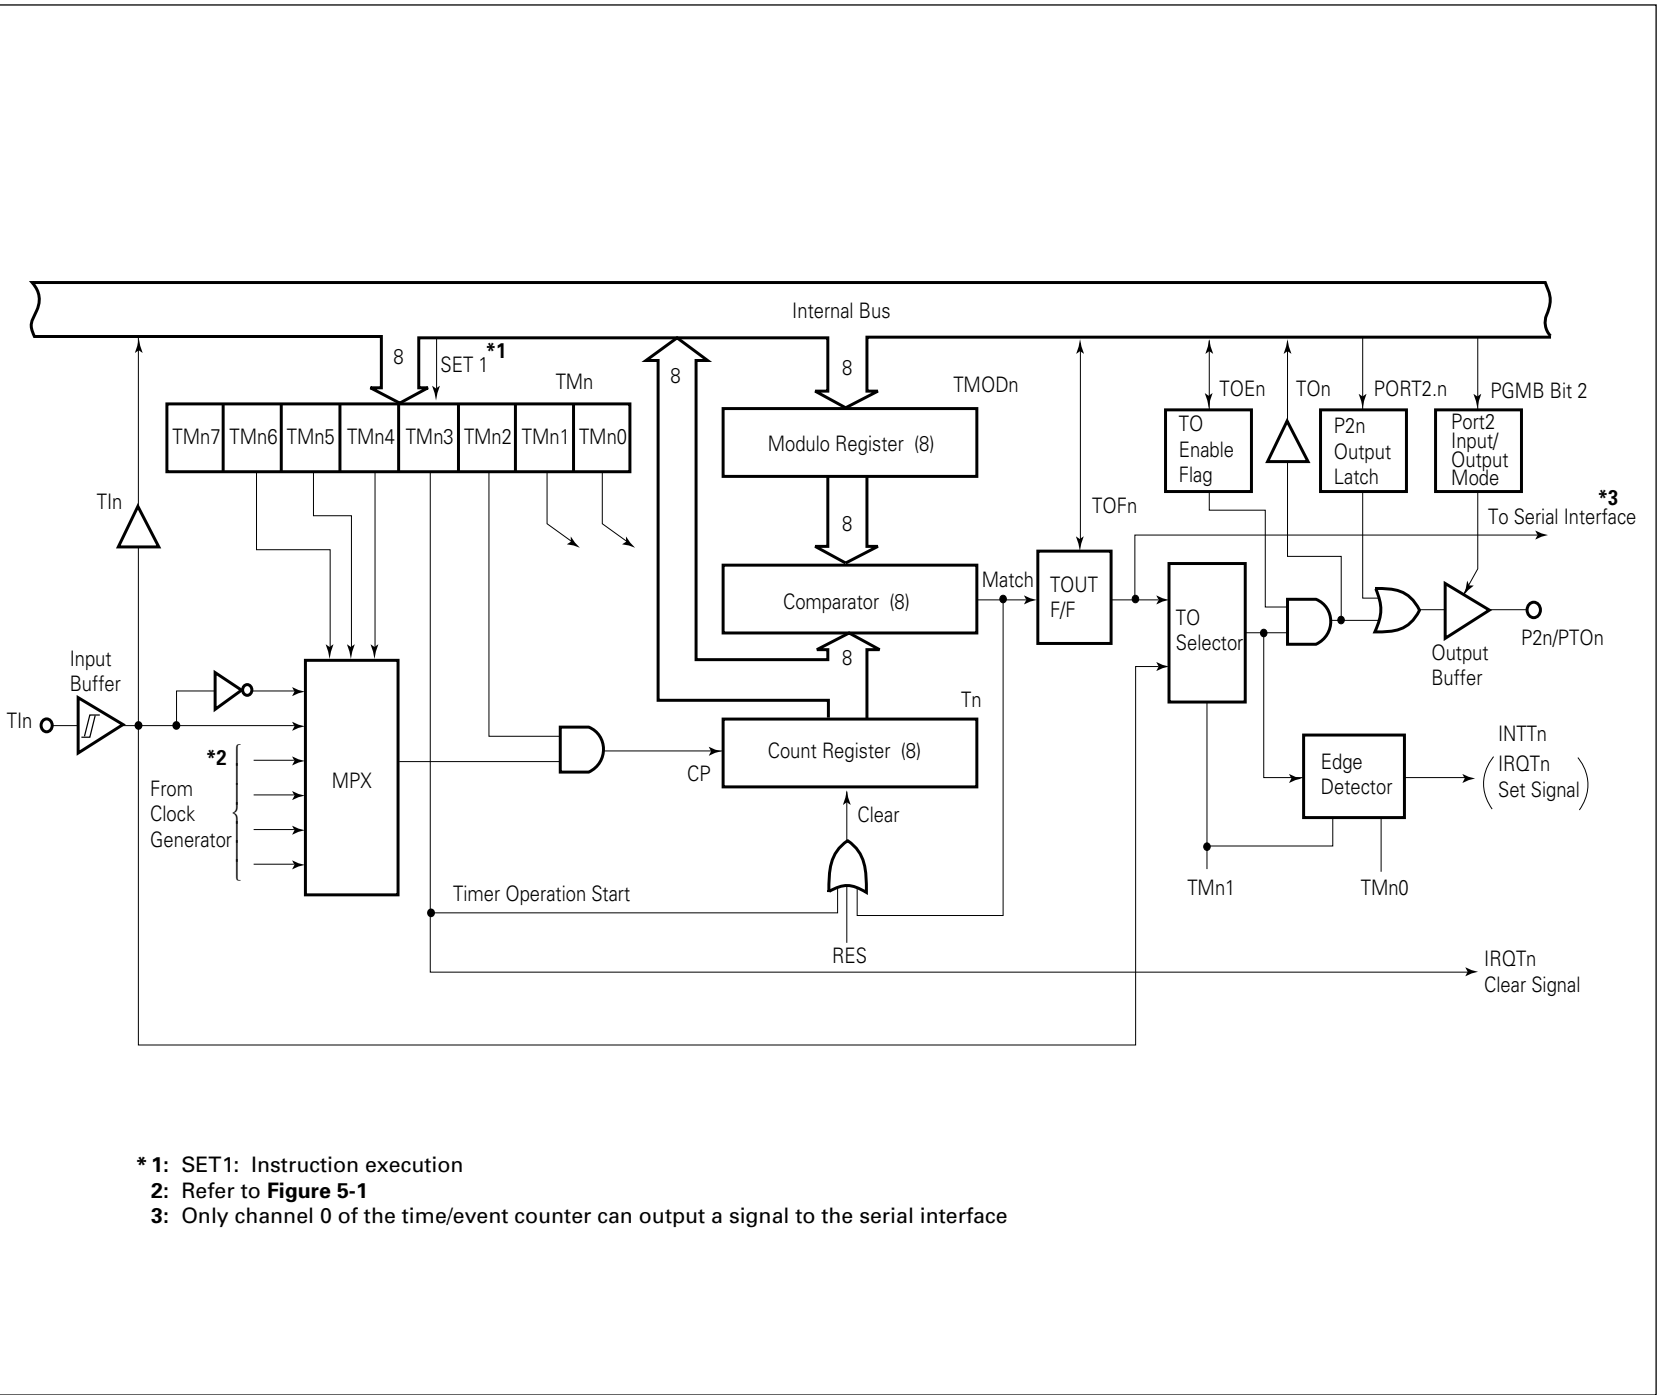 Internal Bus
8
SET 1 *1
TMn
8
8
TMODn
TOEn
TOn
PORT2.n
PGMB Bit 2
TMn7 TMn6 TMn5 TMn4 TMn3 TMn2 TMn1 TMn0
Modulo Register (8)
TO
Enable
Flag
P2n
Output
Latch
Port2
Input/
Output
Mode
TIn
8
TOFn
*3
To Serial Interface
Comparator (8)
Match
TOUT
F/F
TO
Selector
P2n/PTOn
Output
Buffer
8
Input
Buffer
TIn
*2
From
Clock
Generator
MPX
CP
Tn
Count Register (8)
Clear
Edge
Detector
INTTn
IRQTn
Set Signal
TMn1
TMn0
Timer Operation Start
RES
IRQTn
Clear Signal
* 1: SET1: Instruction execution
2: Refer to Figure 5-1
3: Only channel 0 of the time/event counter can output a signal to the serial interface